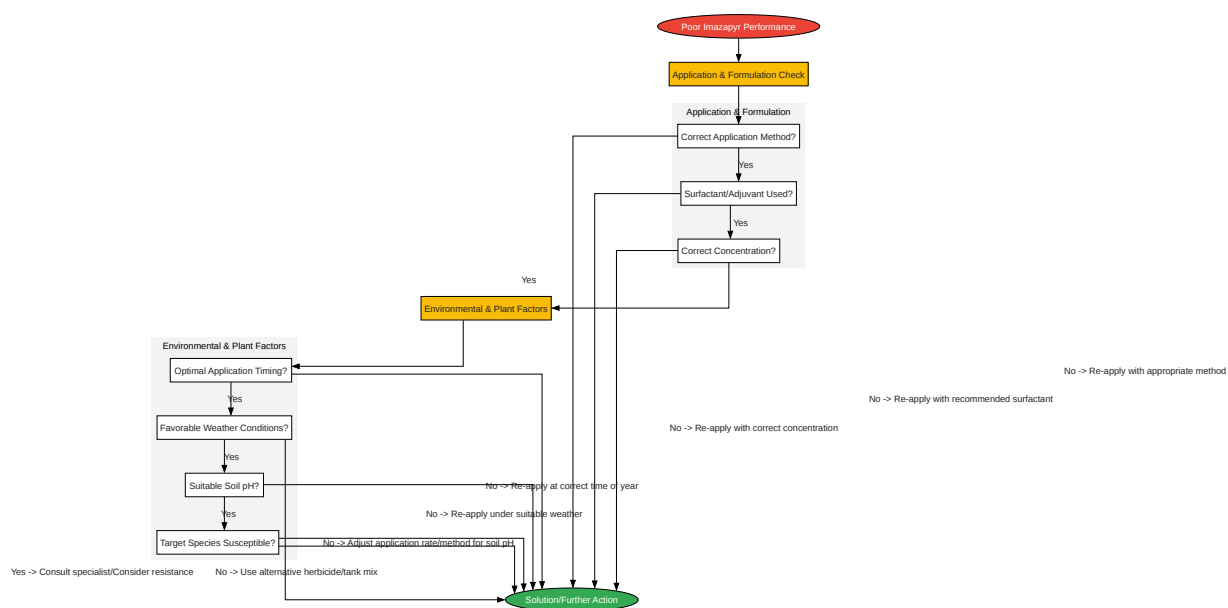 Poor Imazapyr Performance
Application & Formulation Check
Application & Formulation
Correct Application Method?
Yes
Surfactant/Adjuvant Used?
Yes
Correct Concentration?
Yes
Environmental & Plant Factors
Environmental & Plant Factors
Optimal Application Timing?
No -> Re-apply with appropriate method
Yes
No -> Re-apply with recommended surfactant
Favorable Weather Conditions?
No -> Re-apply with correct concentration
Yes
Suitable Soil pH?
No -> Re-apply at correct time of year
Yes
No -> Re-apply under suitable weather
Target Species Susceptible?
No -> Adjust application rate/method for soil pH
Yes -> Consult specialist/Consider resistance
No -> Use alternative herbicide/tank mix
Solution/Further Action